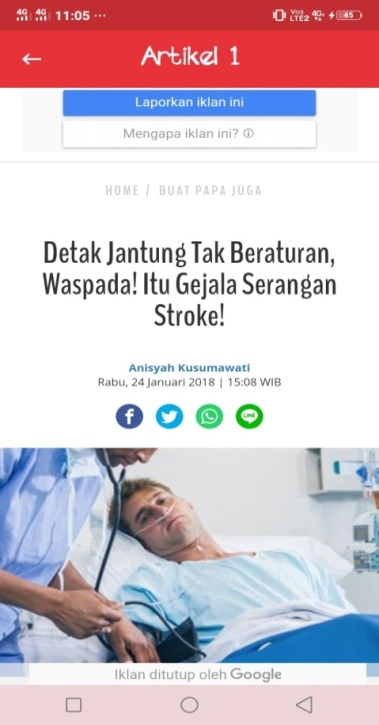 4G 4G 11:05 ...
VoD LTE2 4G 45
Artikel 1
Laporkan iklan ini
Mengapa iklan ini?
HOME / BUAT PAPA JUGA
Detak Jantung Tak Beraturan,
Waspada! Itu Gejala Serangan
Stroke!
Anisyah Kusumawati
Rabu, 24 Januari 2018 | 15:08 WIB
LINE
Iklan ditutup oleh Google